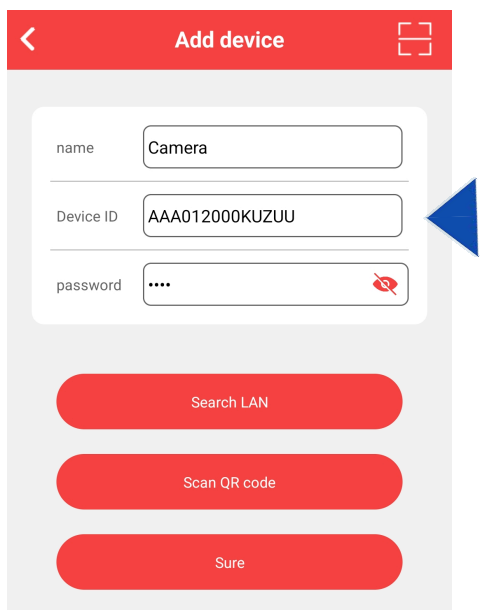 Add device
name
Camera
Device ID
AAA012000KUZUU
password
••••
Search LAN
Scan QR code
Sure